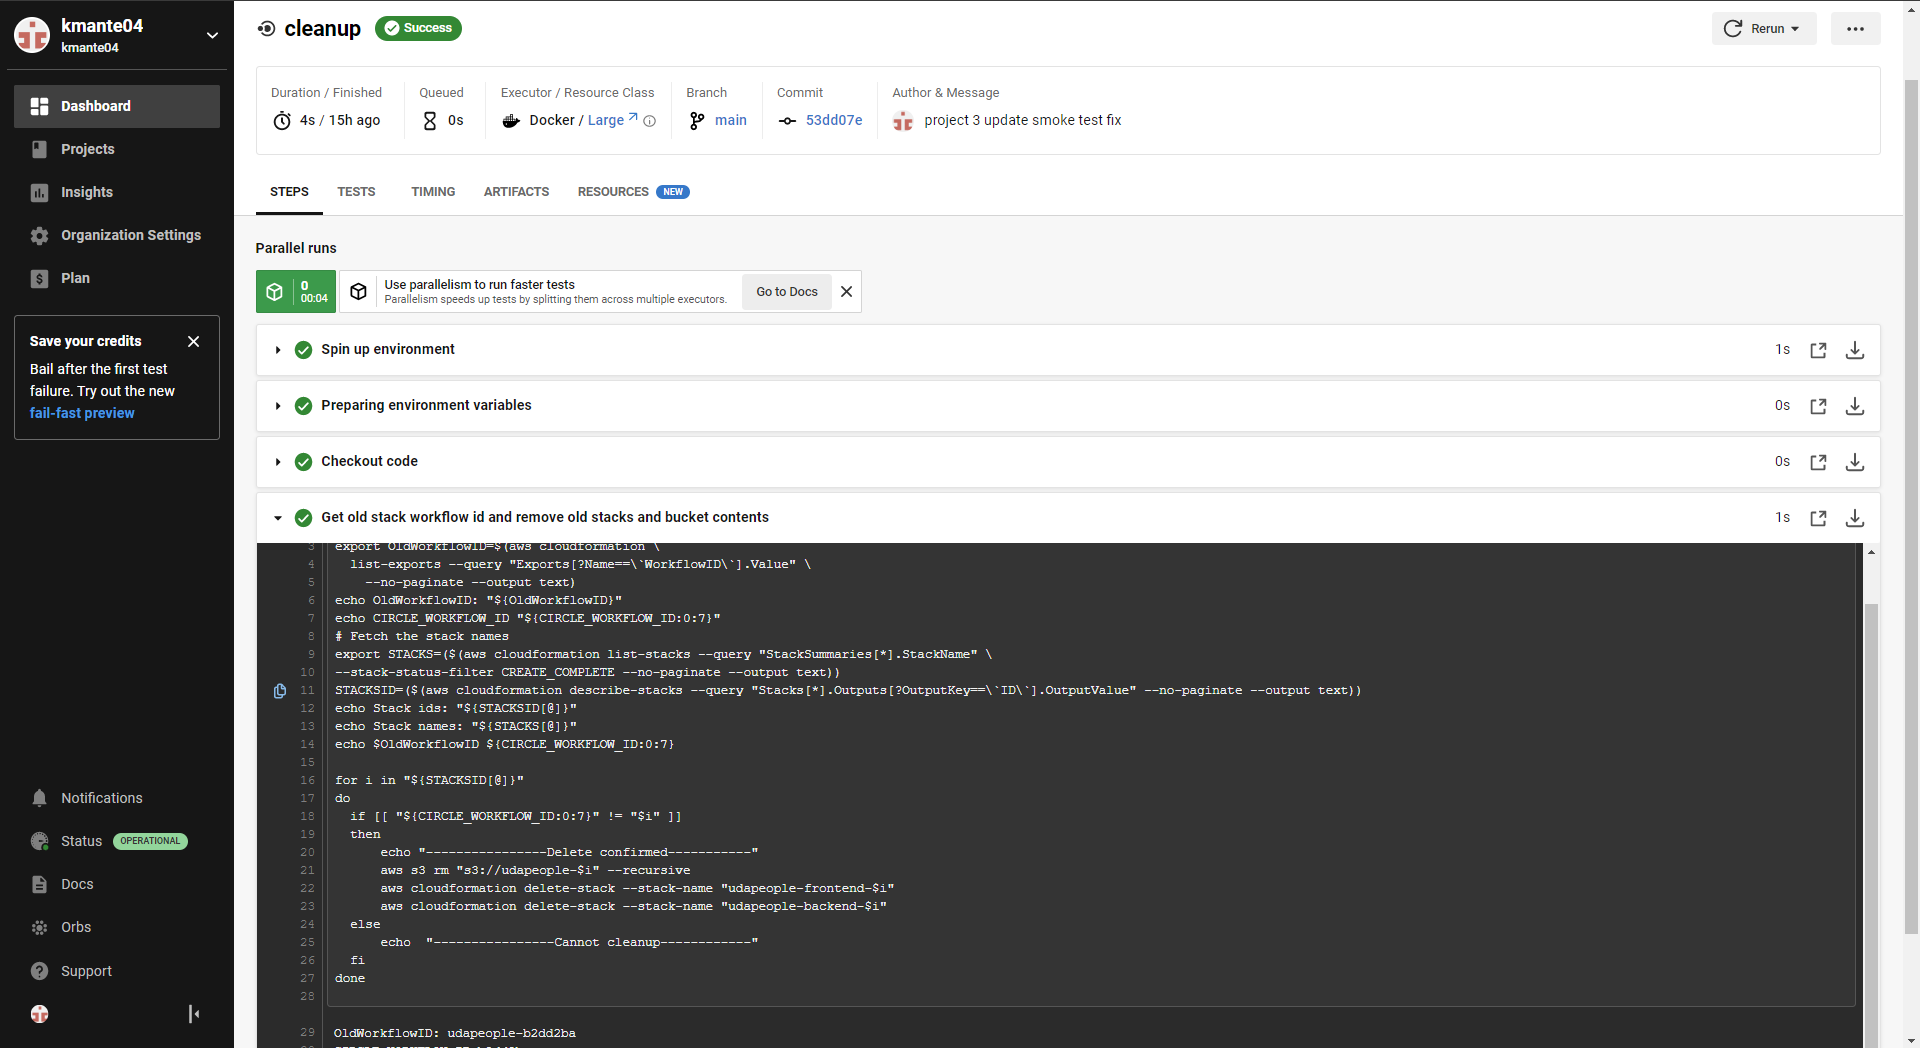 kmante04
kmante04
Dashboard
Projects
Insights
Organization Settings
Plan
Save your credits
Bail after the first test
failure. Try out the new
fail-fast preview
Notifications
Status OPERATIONAL
Docs
Orbs
Support
cleanup Success
Rerun
Duration / Finished
4s / 15h ago
Queued
0s
Executor / Resource Class
Docker / Large
Branch
main
Commit
53dd07e
Author & Message
project 3 update smoke test fix
STEPS TESTS TIMING ARTIFACTS RESOURCES NEW
Parallel runs
0
00:04
Use parallelism to run faster tests
Parallelism speeds up tests by splitting them across multiple executors.
Go to Docs
Spin up environment 1s
Preparing environment variables 0s
Checkout code 0s
Get old stack workflow id and remove old stacks and bucket contents 1s
3 export OldWorkflowID=$(aws cloudformation \
4 list-exports --query "Exports[?Name==\`WorkflowID\`].Value" \
5 --no-paginate --output text)
6 echo OldWorkflowID: "${OldWorkflowID}"
7 echo CIRCLE_WORKFLOW_ID "${CIRCLE_WORKFLOW_ID:0:7}"
8 # Fetch the stack names
9 export STACKS=($(aws cloudformation list-stacks --query "StackSummaries[*].StackName" \
10 --stack-status-filter CREATE_COMPLETE --no-paginate --output text))
11 STACKSID=($(aws cloudformation describe-stacks --query "Stacks[*].Outputs[?OutputKey==\`ID\`].OutputValue" --no-paginate --output text))
12 echo Stack ids: "${STACKSID[@]}"
13 echo Stack names: "${STACKS[@]}"
14 echo $OldWorkflowID ${CIRCLE_WORKFLOW_ID:0:7}
15
16 for i in "${STACKSID[@]}"
17 do
18 if [[ "${CIRCLE_WORKFLOW_ID:0:7}" != "$i" ]]
19 then
20 echo "----------------Delete confirmed-----------"
21 aws s3 rm "s3://udapeople-$i" --recursive
22 aws cloudformation delete-stack --stack-name "udapeople-frontend-$i"
23 aws cloudformation delete-stack --stack-name "udapeople-backend-$i"
24 else
25 echo "----------------Cannot cleanup------------"
26 fi
27 done
28
29 OldWorkflowID: udapeople-b2dd2ba